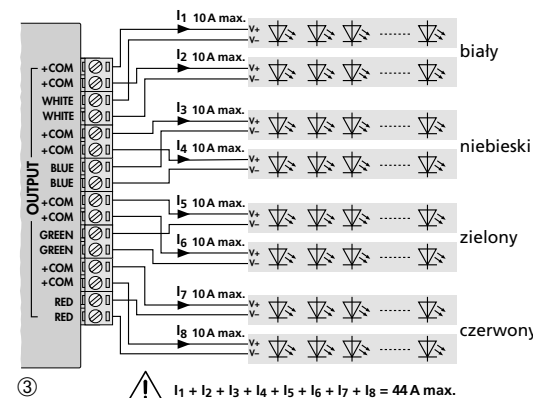 OUTPUT
+COM
+COM
WHITE
WHITE
+COM
+COM
BLUE
BLUE
+COM
+COM
GREEN
GREEN
+COM
+COM
RED
RED
I1 10 A max.
V+
V–
I2 10 A max.
V+
V–
biały
I3 10 A max.
V+
V–
I4 10 A max.
V+
V–
niebieski
I5 10 A max.
V+
V–
I6 10 A max.
V+
V–
zielony
I7 10 A max.
V+
V–
I8 10 A max.
V+
V–
czerwony
③
I1 + I2 + I3 + I4 + I5 + I6 + I7 + I8 = 44 A max.